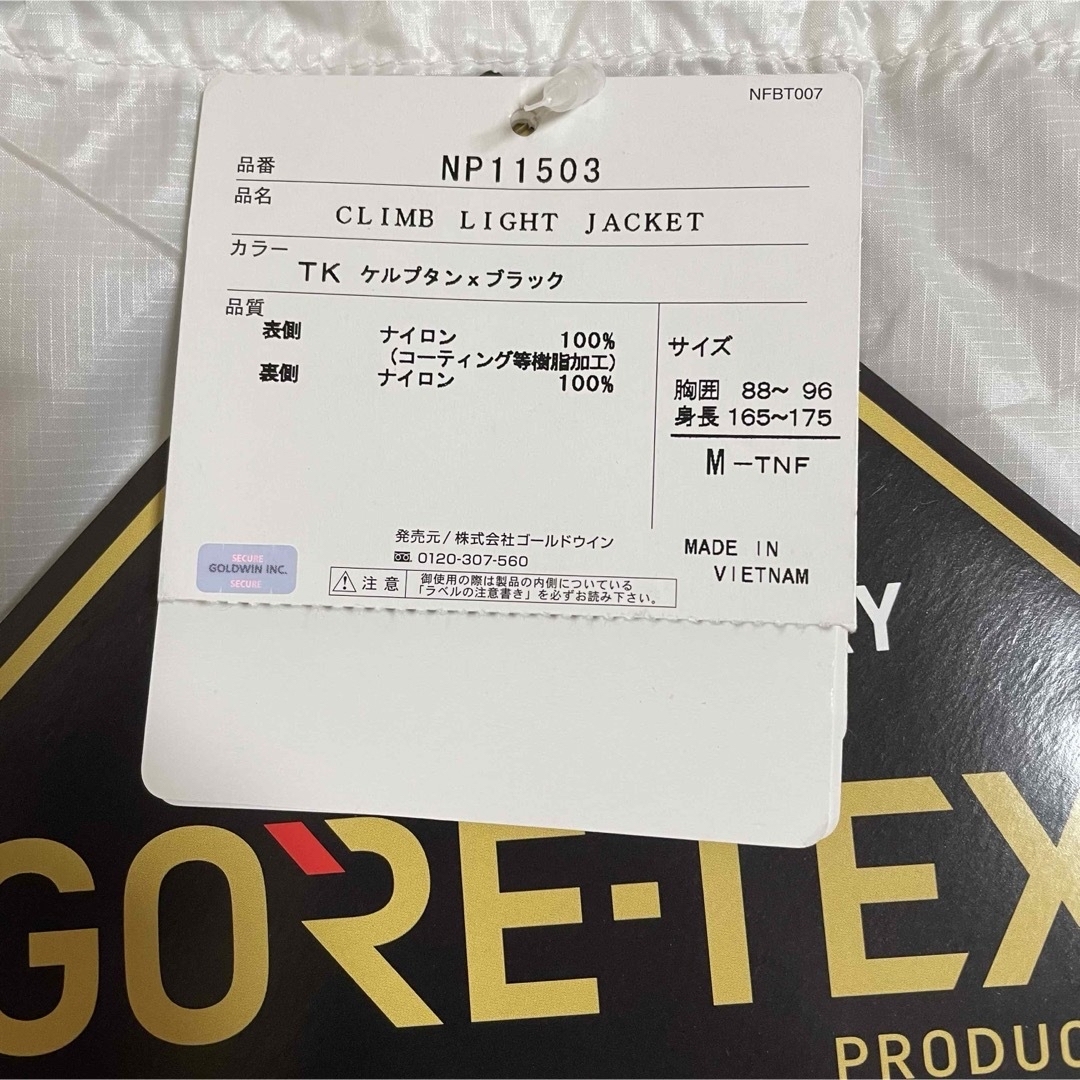 NFBT007
品番 NP11503
品名 CLIMB LIGHT JACKET
カラー TK ケルプタンxブラック
品質
表側 ナイロン 100%
(コーティング等樹脂加工)
裏側 ナイロン 100%
サイズ
胸囲 88~ 96
身長 165~175
M-TNF
MADE IN
VIETNAM
発売元/株式会社ゴールドウイン
0120-307-560
SECURE
GOLDWIN INC.
SECURE
注意
御使用の際は製品の内側についている
「ラベルの注意書き」を必ずお読み下さい。
RY
GORE-TEX
PRODUC